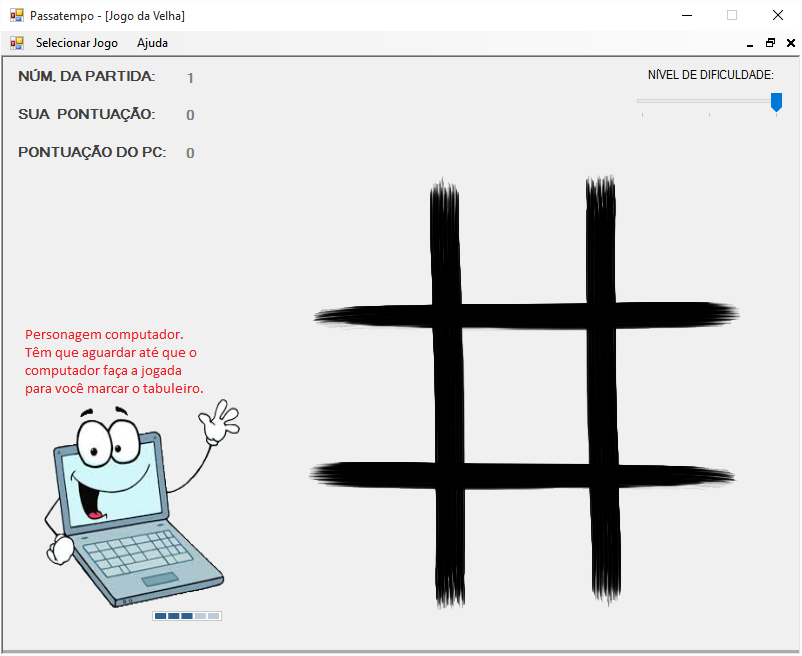 Passatempo - [Jogo da Velha]
Selecionar Jogo Ajuda
NÚM. DA PARTIDA: 1
NÍVEL DE DIFICULDADE:
SUA PONTUAÇÃO: 0
PONTUAÇÃO DO PC: 0
Personagem computador.
Têm que aguardar até que o
computador faça a jogada
para você marcar o tabuleiro.